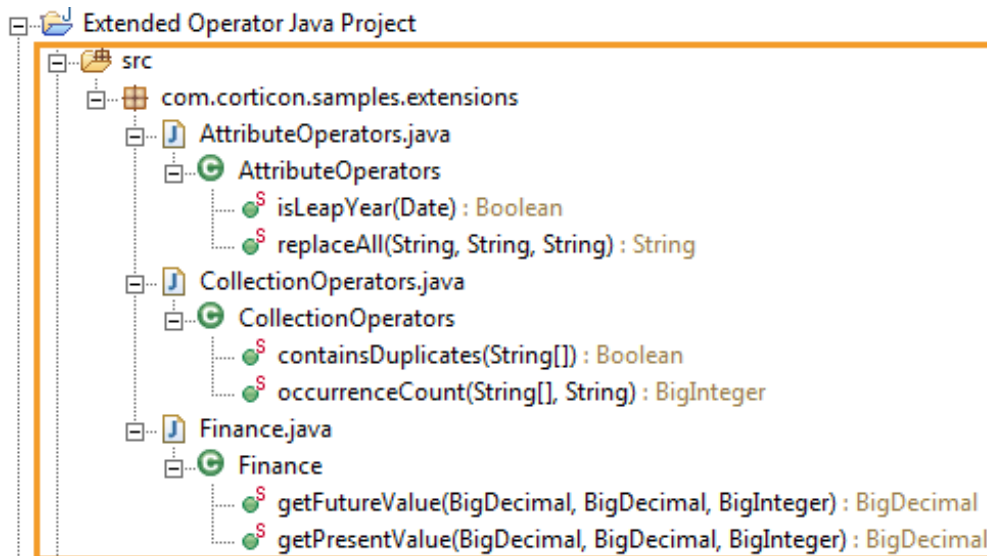 Extended Operator Java Project
src
com.corticon.samples.extensions
J AttributeOperators.java
C AttributeOperators
S isLeapYear(Date) : Boolean
S replaceAll(String, String, String) : String
J CollectionOperators.java
C CollectionOperators
S containsDuplicates(String[]) : Boolean
S occurrenceCount(String[], String) : BigInteger
J Finance.java
C Finance
S getFutureValue(BigDecimal, BigDecimal, BigInteger) : BigDecimal
S getPresentValue(BigDecimal, BigDecimal, BigInteger) : BigDecimal